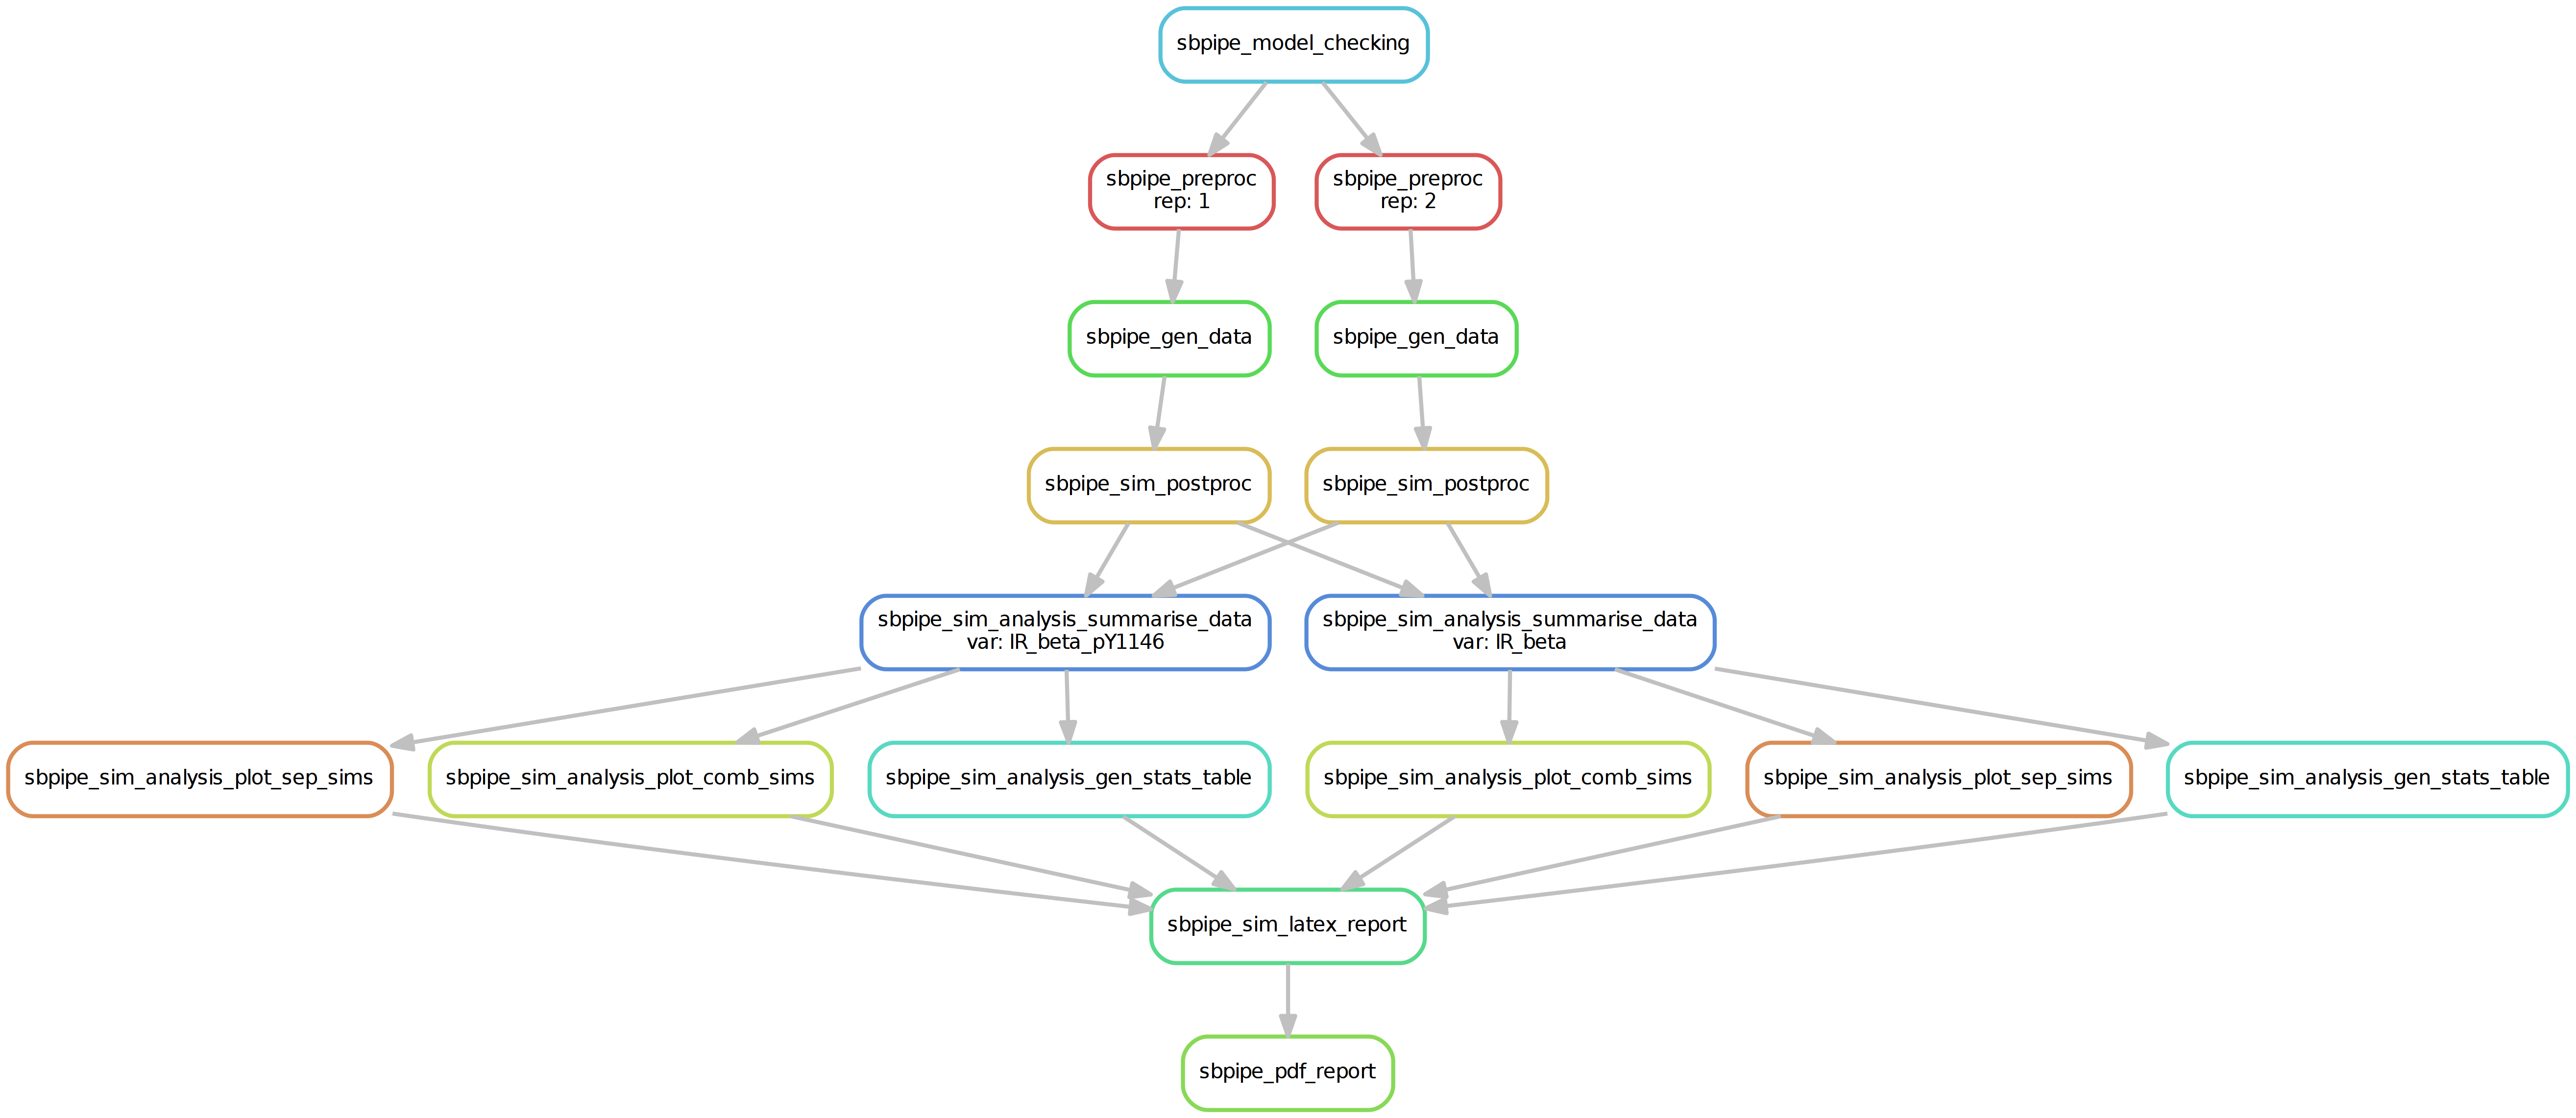 sbpipe_model_checking
sbpipe_preproc
rep: 1
sbpipe_preproc
rep: 2
sbpipe_gen_data
sbpipe_gen_data
sbpipe_sim_postproc
sbpipe_sim_postproc
sbpipe_sim_analysis_summarise_data
var: IR_beta_pY1146
sbpipe_sim_analysis_summarise_data
var: IR_beta
sbpipe_sim_analysis_plot_sep_sims
sbpipe_sim_analysis_plot_comb_sims
sbpipe_sim_analysis_gen_stats_table
sbpipe_sim_analysis_plot_comb_sims
sbpipe_sim_analysis_plot_sep_sims
sbpipe_sim_analysis_gen_stats_table
sbpipe_sim_latex_report
sbpipe_pdf_report